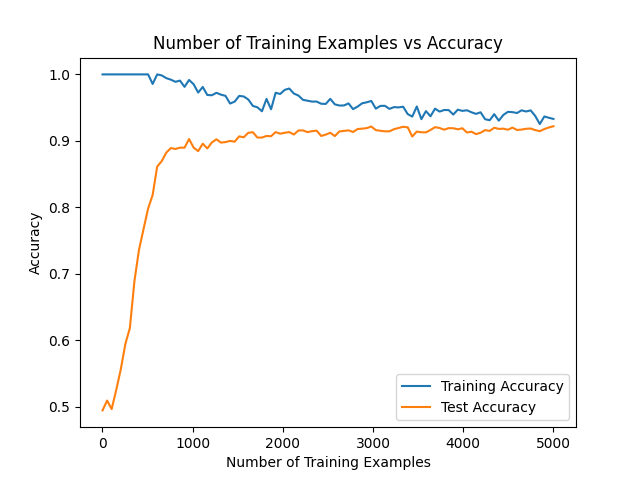 Number of Training Examples vs Accuracy
1.0
0.9
0.8
0.7
0.6
0.5
Accuracy
Training Accuracy
Test Accuracy
0 1000 2000 3000 4000 5000
Number of Training Examples